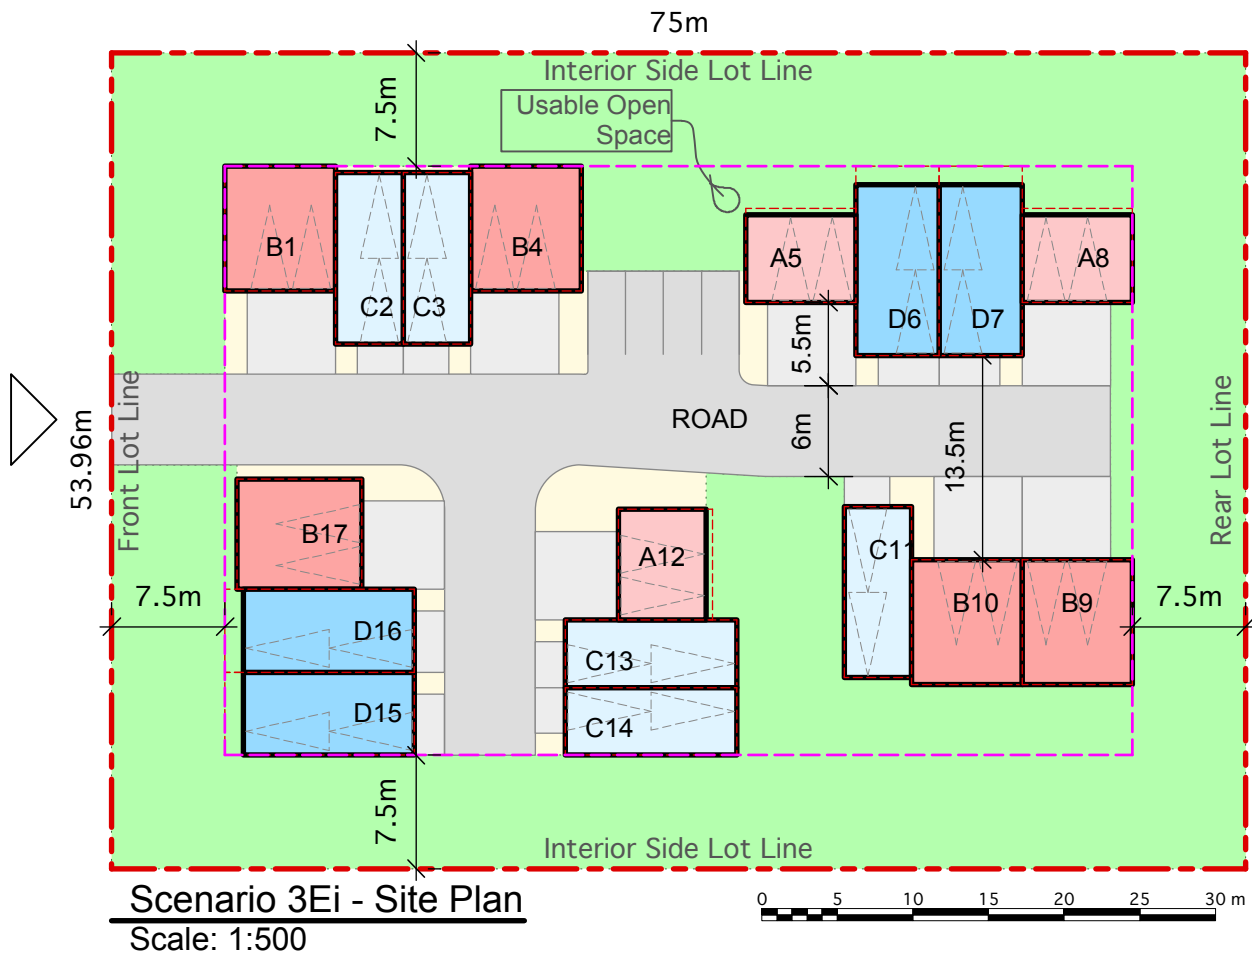 75m
Interior Side Lot Line
7.5m
Usable Open
Space
B1
C2
C3
B4
A5
D6
D7
A8
5.5m
ROAD
6m
13.5m
53.96m
Front Lot Line
Rear Lot Line
B17
A12
C11
B10
B9
7.5m
7.5m
D16
C13
D15
C14
7.5m
Interior Side Lot Line
Scenario 3Ei - Site Plan
Scale: 1:500
0 5 10 15 20 25 30 m